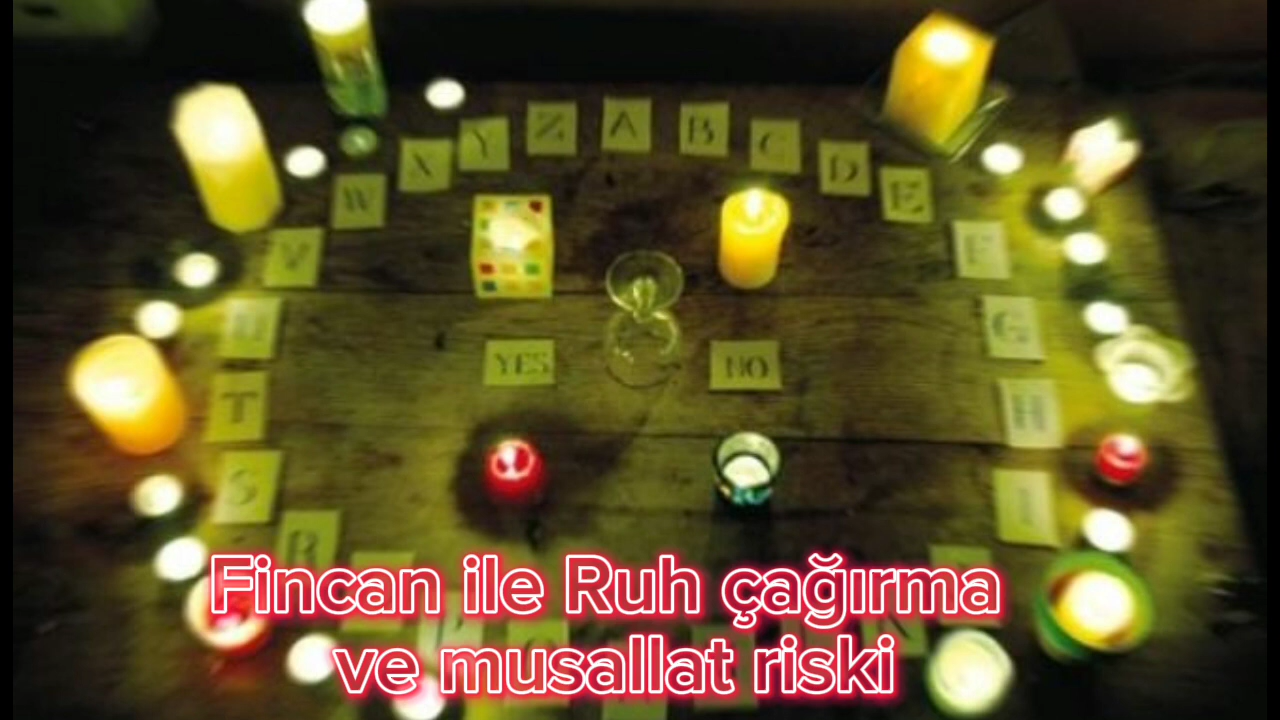 W X Y Z A B C D E
V
G
T
H
S
R
YES NO
Fincan ile Ruh çağırma
ve musallat riski